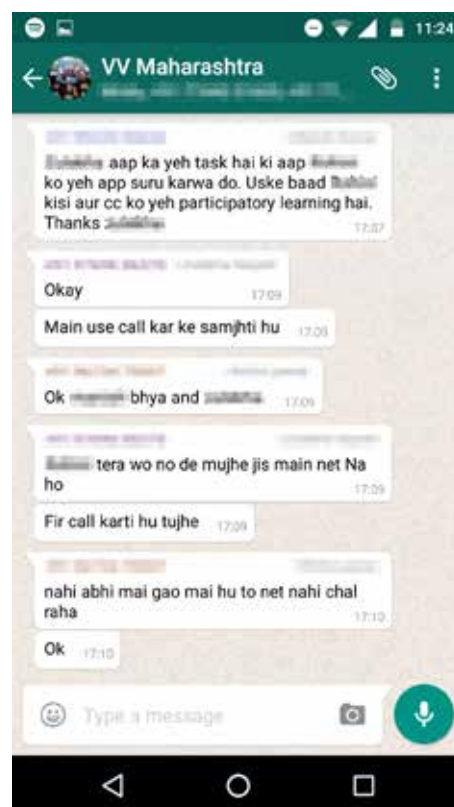 11:24
VV Maharashtra
aap ka yeh task hai ki aap
ko yeh app suru karwa do. Uske baad
kisi aur cc ko yeh participatory learning hai.
Thanks
17:07
Okay
17:09
Main use call kar ke samjhti hu
17:09
Ok bhya and
17:09
tera wo no de mujhe jis main net Na
ho
17:09
Fir call karti hu tujhe
17:09
nahi abhi mai gao mai hu to net nahi chal
raha
17:10
Ok
17:10
Type a message